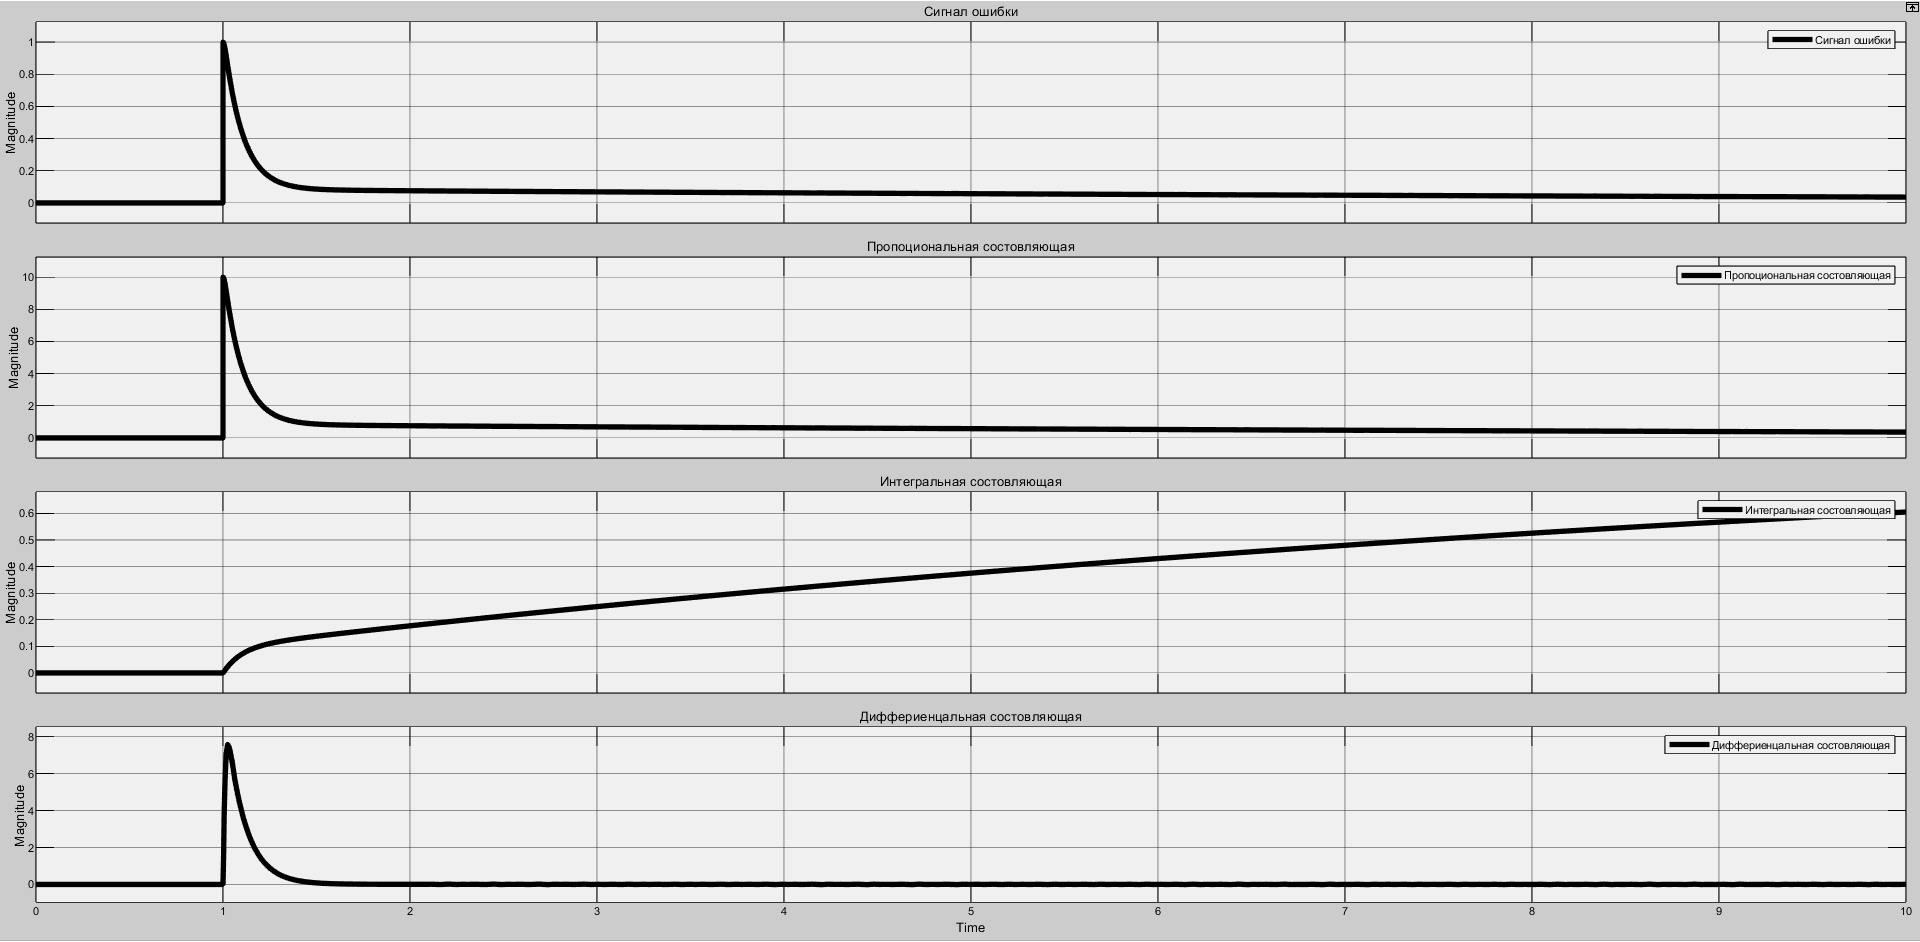 Сигнал ошибки
Magnitude
1
0.8
0.6
0.4
0.2
0
Сигнал ошибки
Пропоциональная состовляющая
Magnitude
10
8
6
4
2
0
Пропоциональная состовляющая
Интегральная состовляющая
Magnitude
0.6
0.5
0.4
0.3
0.2
0.1
0
Интегральная состовляющая
Диффериенцальная состовляющая
Magnitude
8
6
4
2
0
Диффериенцальная состовляющая
0 1 2 3 4 5 6 7 8 9 10
Time